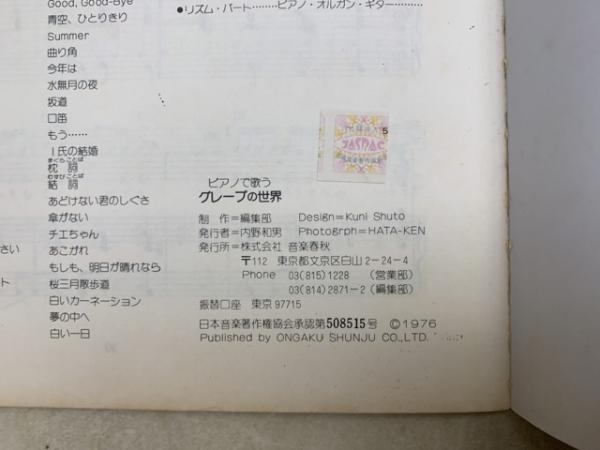 Good, Good-Bye
青空、ひとりきり
Summer
曲り角
今年は
水無月の夜
坂道
口笛
もう……
I氏の結婚
まくらことば
枕詞
むすびことば
結詞
あどけない君のしぐさ
傘がない
チエちゃん
あこがれ
もしも、明日が晴れなら
桜三月散歩道
白いカーネーション
夢の中へ
白い一日
さい
ト
●リズム・パート………ピアノ・オルガン・ギター
JASRAC
5
ピアノで歌う
グレープの世界
制 作=編集部 Design=Kuni Shuto
発行者=内野和男 Photogrph=HATA-KEN
発行所=株式会社 音楽春秋
〒112 東京都文京区白山2-24-4
Phone 03(815)1228 (営業部)
03(814)2871-2(編集部)
振替口座 東京97715
日本音楽著作権協会承認第508515号 ©1976
Published by ONGAKU SHUNJU CO., LTD.